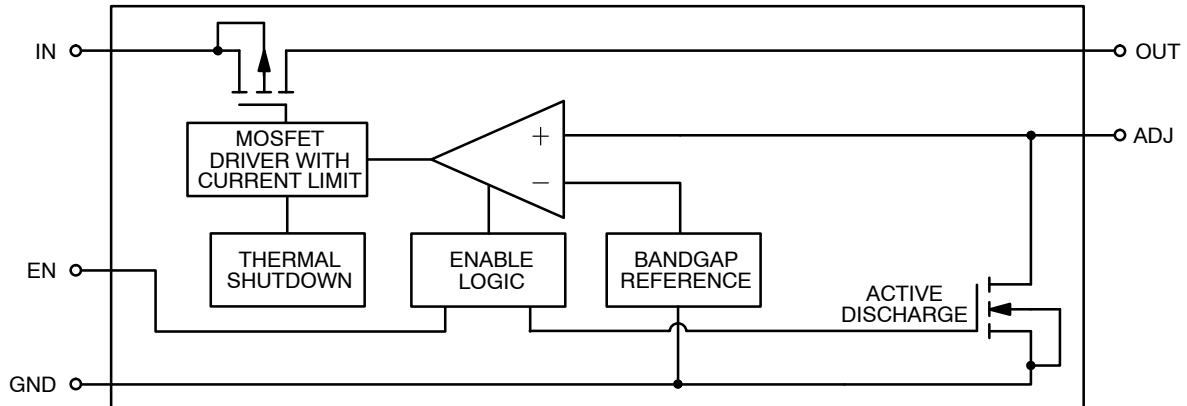 IN
OUT
MOSFET
DRIVER WITH
CURRENT LIMIT
+
−
ADJ
THERMAL
SHUTDOWN
ENABLE
LOGIC
BANDGAP
REFERENCE
EN
ACTIVE
DISCHARGE
GND